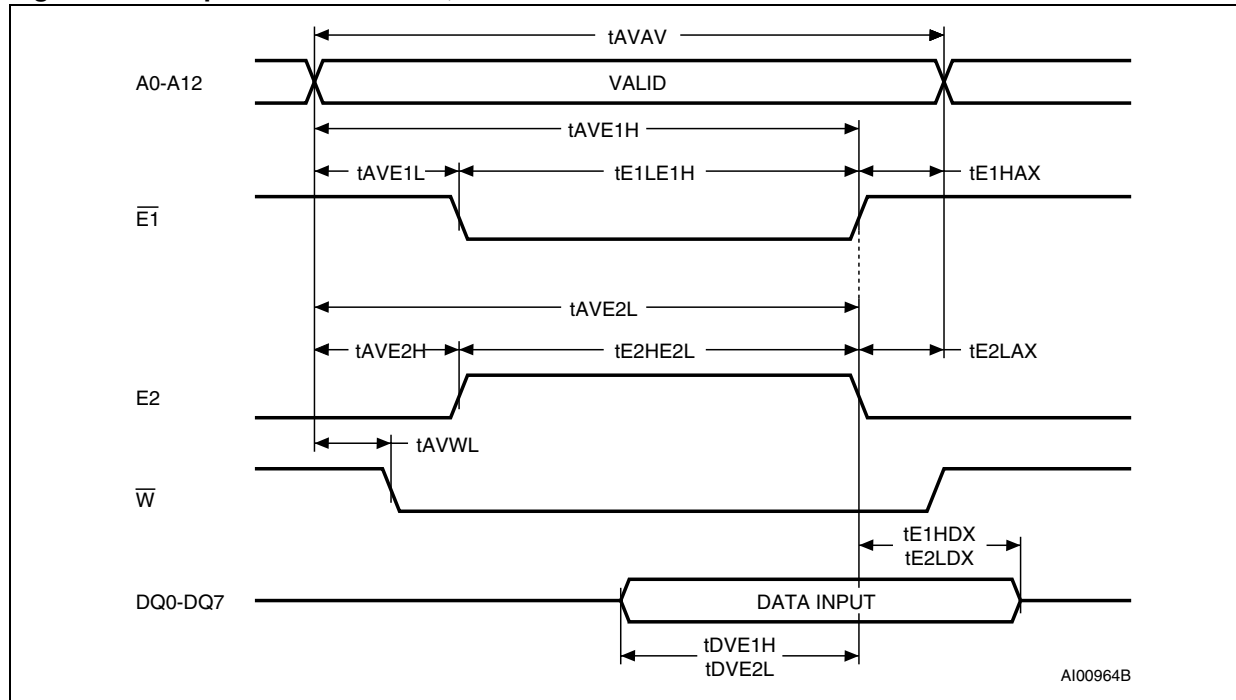 tAVAV
A0-A12
VALID
tAVE1H
tAVE1L
tE1LE1H
tE1HAX
E1
tAVE2L
tAVE2H
tE2HE2L
tE2LAX
E2
tAVWL
W
tE1HDX
tE2LDX
DQ0-DQ7
DATA INPUT
tDVE1H
tDVE2L
AI00964B